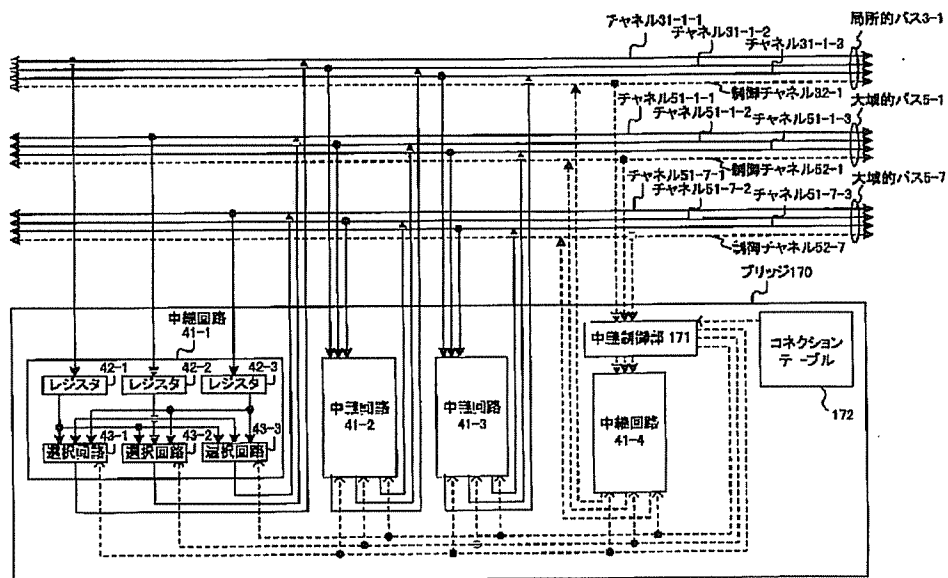 チャネル31-1-1
チャネル31-1-2
チャネル31-1-3
局所的バス3-1
制御チャネル32-1
チャネル51-1-1
チャネル51-1-2
チャネル51-1-3
大域的バス5-1
制御チャネル52-1
チャネル51-7-1
チャネル51-7-2
チャネル51-7-3
大域的バス5-7
制御チャネル52-7
ブリッジ170
中継回路
41-1
42-1
42-2
42-3
レジスタ
レジスタ
レジスタ
43-1
43-2
43-3
選択回路
選択回路
選択回路
中継回路
41-2
中継回路
41-3
中継制御部 171
中継回路
41-4
コネクション
テーブル
172